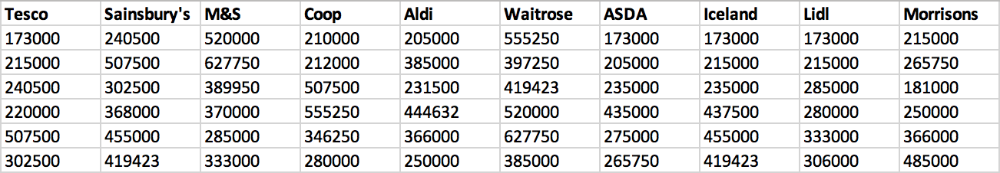 Tesco Sainsbury's M&S Coop Aldi Waitrose ASDA Iceland Lidl Morrisons
173000 240500 520000 210000 205000 555250 173000 173000 173000 215000
215000 507500 627750 212000 385000 397250 205000 215000 215000 265750
240500 302500 389950 507500 231500 419423 235000 235000 285000 181000
220000 368000 370000 555250 444632 520000 435000 437500 280000 250000
507500 455000 285000 346250 366000 627750 275000 455000 333000 366000
302500 419423 333000 280000 250000 385000 265750 419423 306000 485000